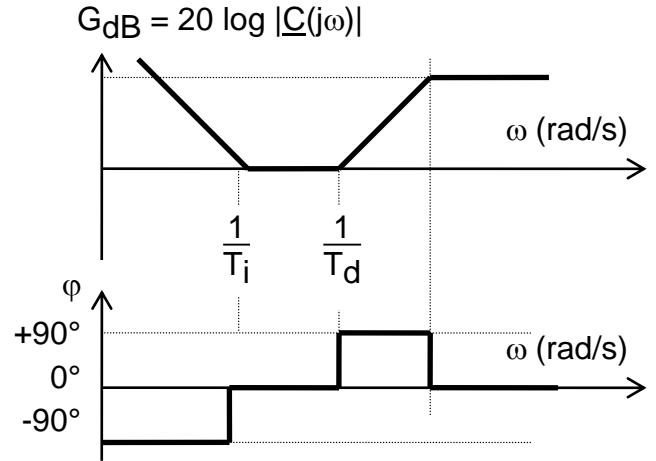 G_dB = 20 log |C(jω)|
ω (rad/s)
1/T_i
1/T_d
φ
+90°
ω (rad/s)
0°
-90°